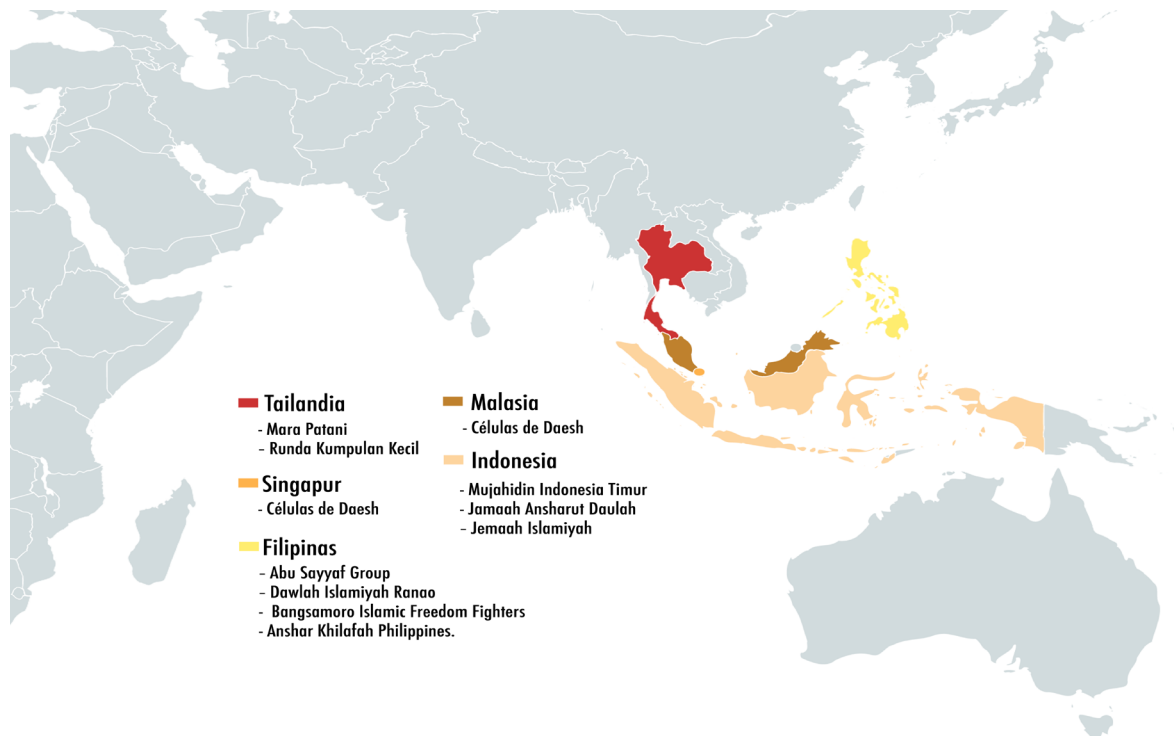 Tailandia
- Mara Patani
- Runda Kumpulan Kecil
Singapur
- Células de Daesh
Filipinas
- Abu Sayyaf Group
- Dawlah Islamiyah Ranao
- Bangsamoro Islamic Freedom Fighters
- Anshar Khilafah Philippines.
Malasia
- Células de Daesh
Indonesia
- Mujahidin Indonesia Timur
- Jamaah Ansharut Daulah
- Jemaah Islamiyah